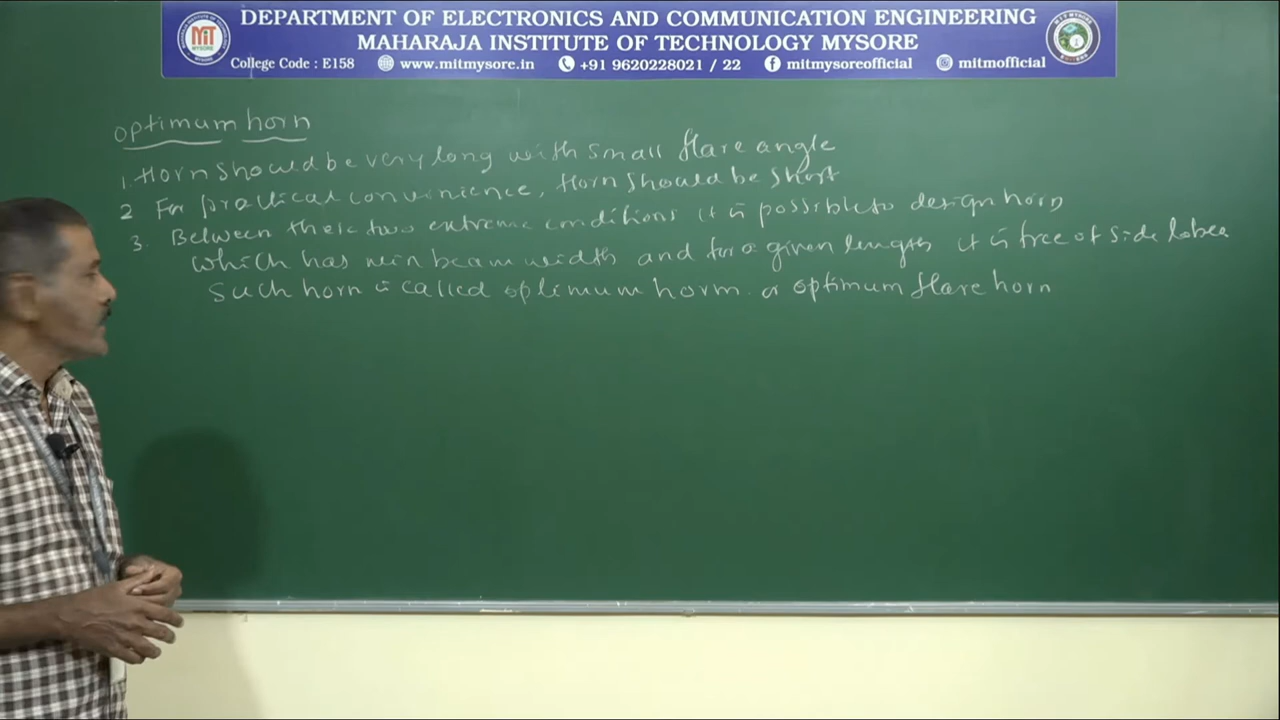 DEPARTMENT OF ELECTRONICS AND COMMUNICATION ENGINEERING
MAHARAJA INSTITUTE OF TECHNOLOGY MYSORE
College Code : E158 www.mitmysore.in +91 9620228021 / 22 mitmysoreofficial mitmofficial
MIT
MYSORE
optimum horn
1. Horn should be very long with small flare angle
2 For practical convinience, Horn should be short
3. Between these two extreme conditions it is possible to design horn
which has min beam width and for a given length it is free of side lobes
Such horn is called optimum horm or optimum flare horn